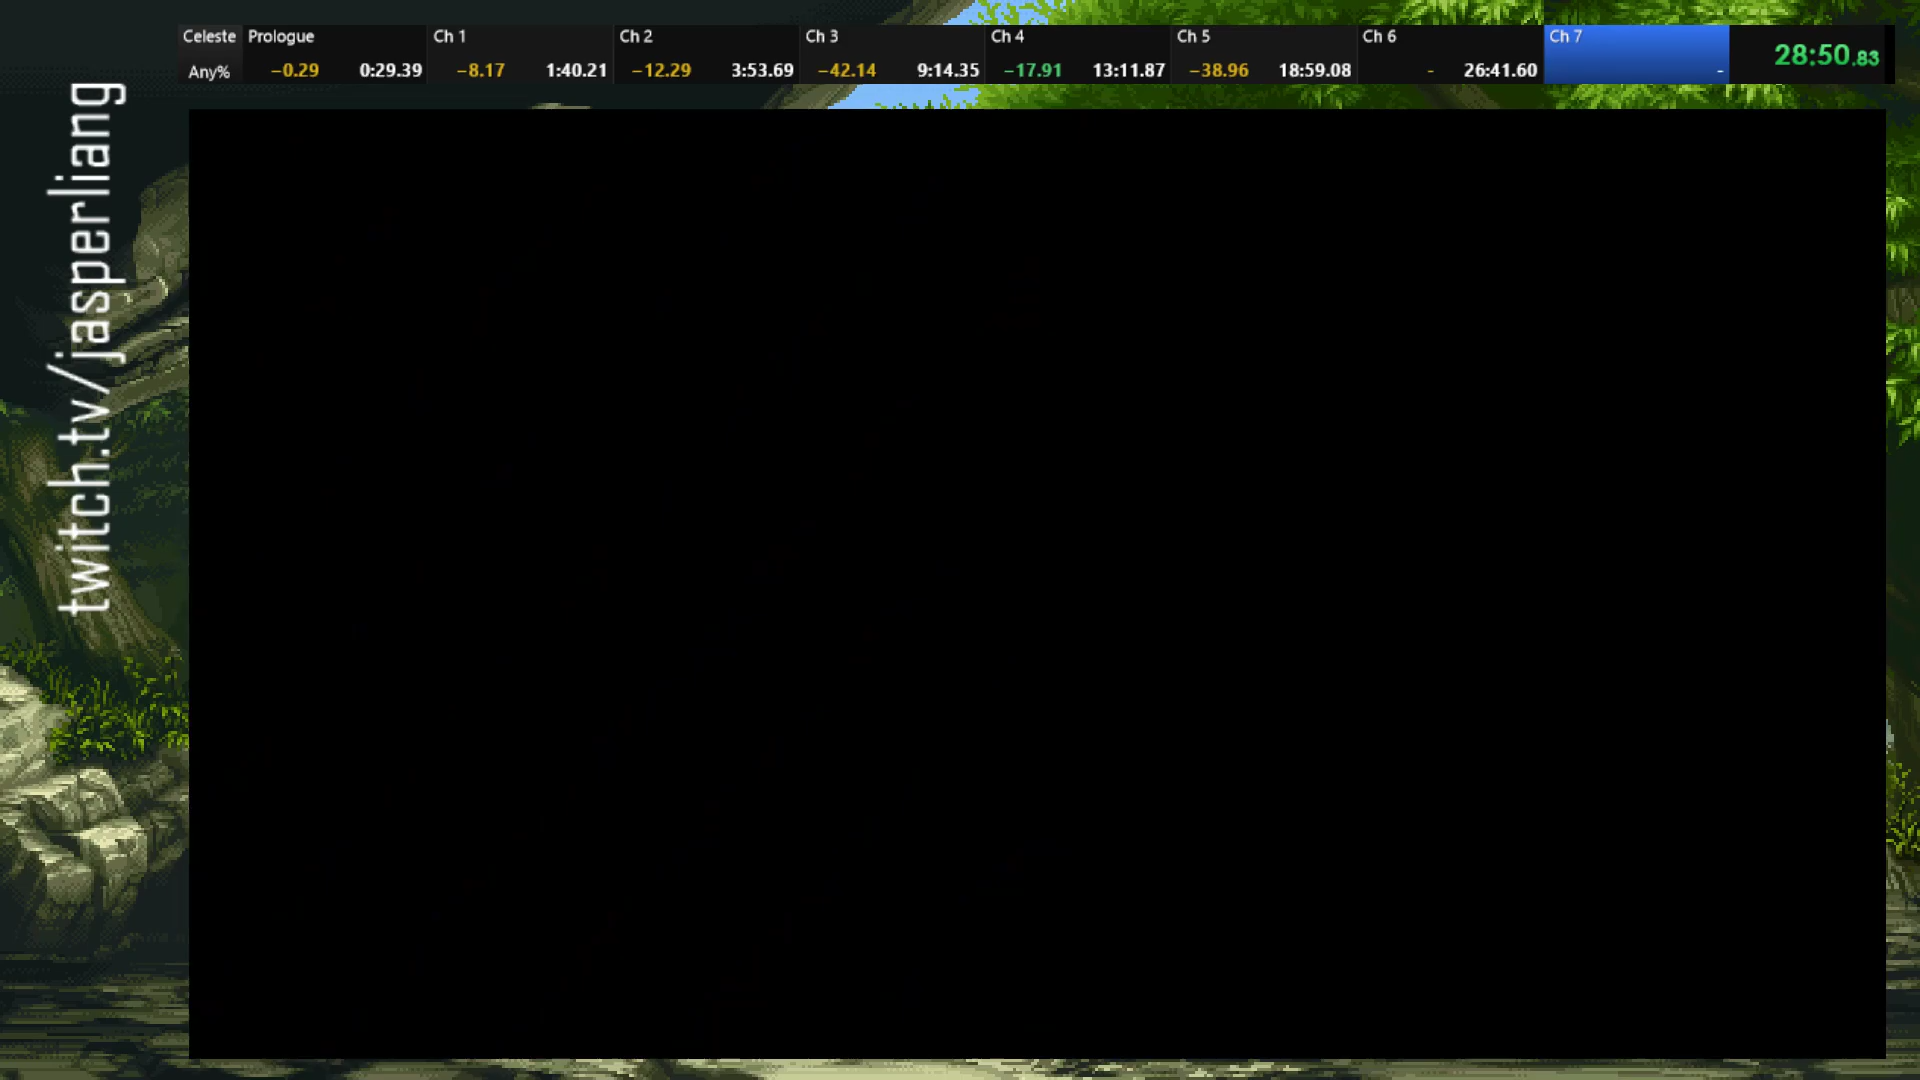 Celeste Prologue Ch 1 Ch 2 Ch 3 Ch 4 Ch 5 Ch 6 Ch 7
Any% −0.29 0:29.39 −8.17 1:40.21 −12.29 3:53.69 −42.14 9:14.35 −17.91 13:11.87 −38.96 18:59.08 - 26:41.60 - 28:50.83
twitch.tv/jasperliang